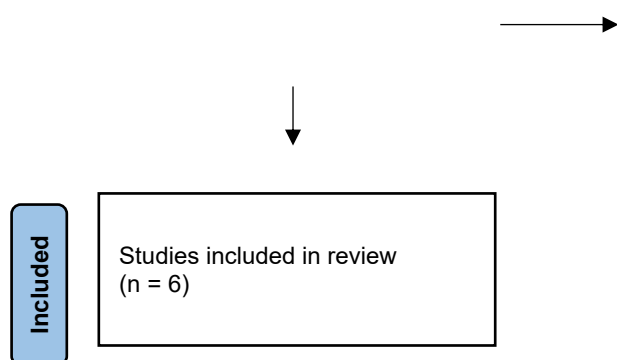 Included
Studies included in review
(n = 6)